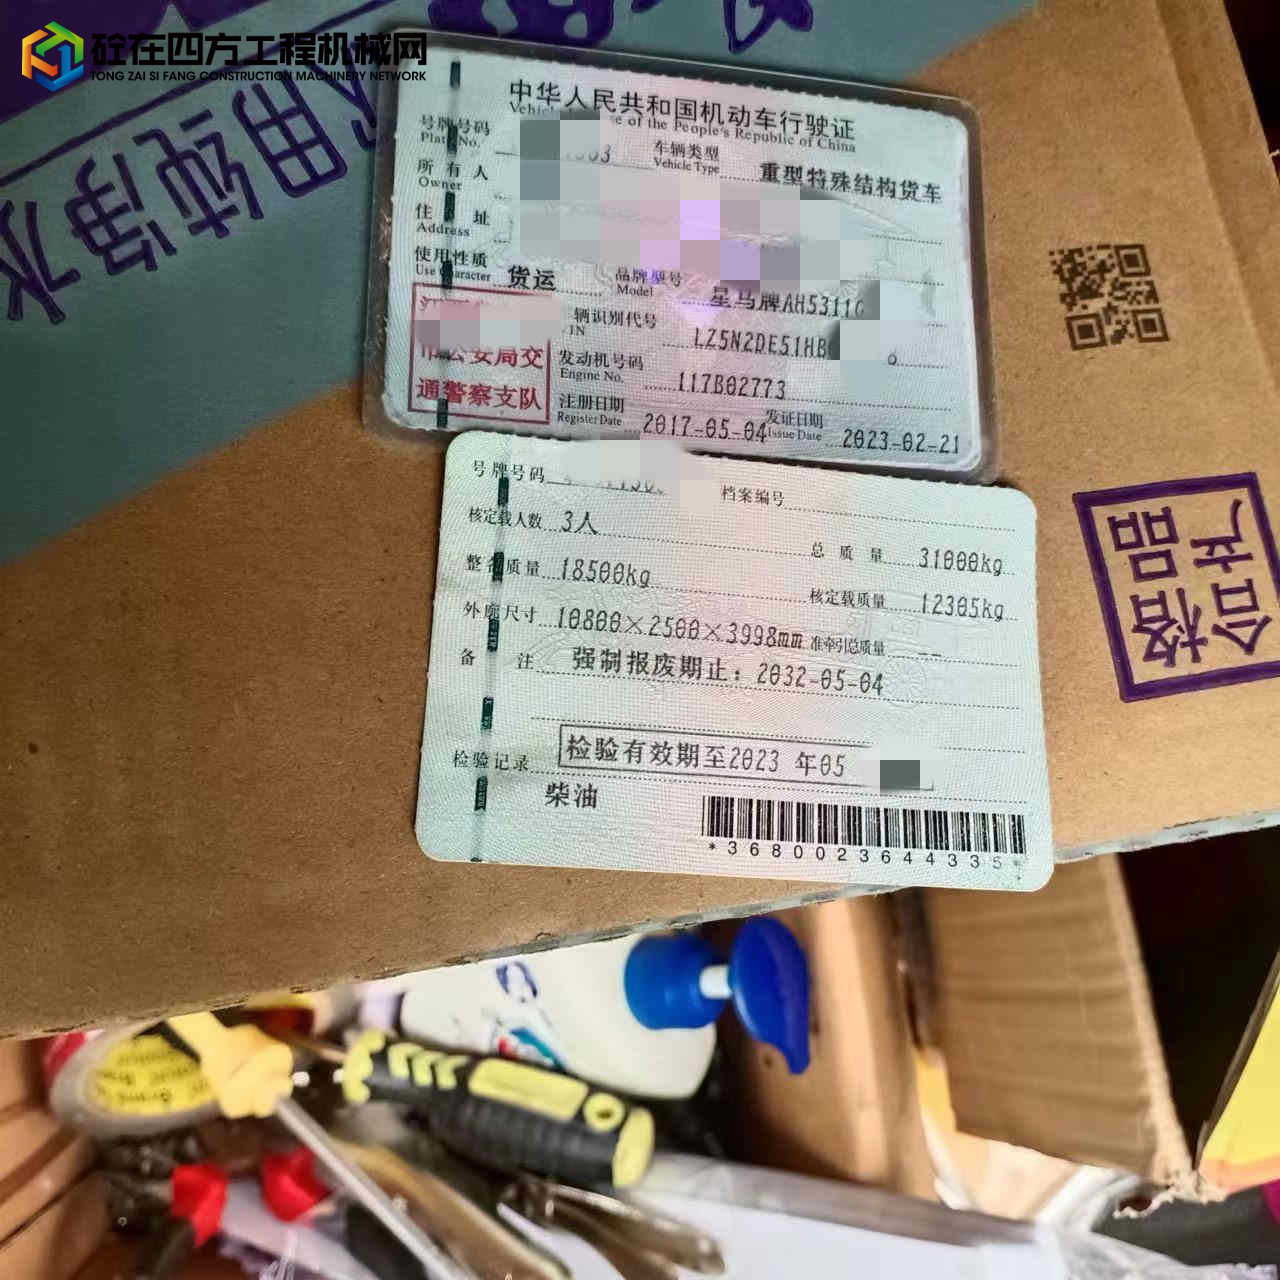 砼在四方工程机械网
TONG ZAI SI FANG CONSTRUCTION MACHINERY NETWORK
用纯净水
中华人民共和国机动车行驶证
of the People's Republic of China
号牌号码
Plate No.
车辆类型
Vehicle Type
重型特殊结构货车
所有人
Owner
住址
Address
使用性质
Use Character
货运
品牌型号
Model
星马牌AH5311G
辆识别代号
LZ5N2DE51HB
发动机号码
Engine No.
117B02773
市公安局交
通警察支队
注册日期
Register Date
2017-05-04
发证日期
Issue Date
2023-02-21
号牌号码
档案编号
核定载人数 3人
总质量 31000kg
整备质量 18500kg
核定载质量 12305kg
外廓尺寸 10800×2500×3998mm
准牵引总质量 --
备注 强制报废期止：2032-05-04
检验记录 检验有效期至2023 年05
柴油
*3680023644335*
合格产品